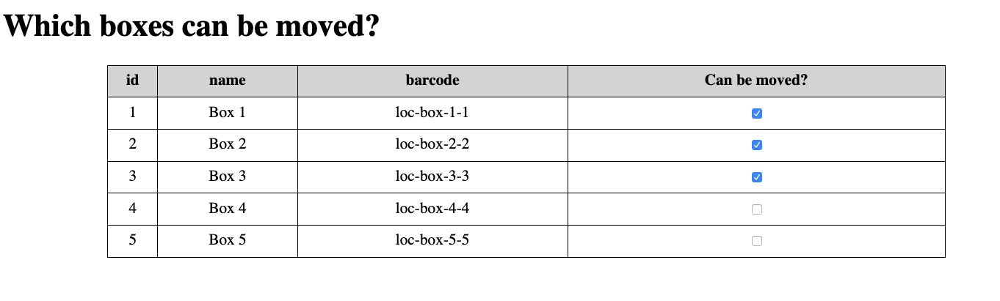 Which boxes can be moved?
id name barcode Can be moved?
1 Box 1 loc-box-1-1
2 Box 2 loc-box-2-2
3 Box 3 loc-box-3-3
4 Box 4 loc-box-4-4
5 Box 5 loc-box-5-5